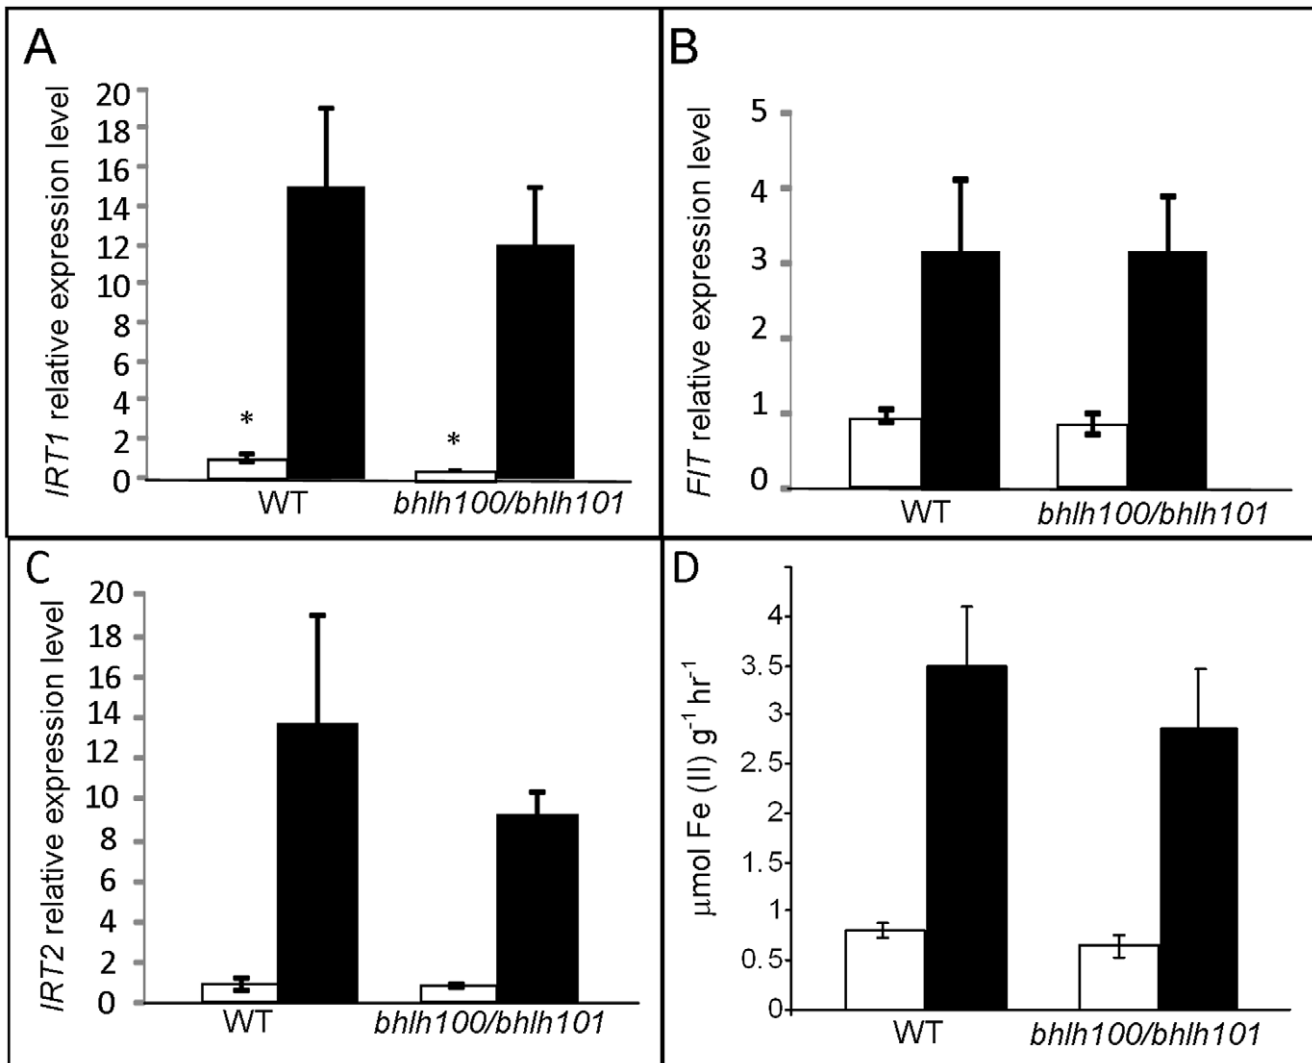 A
IRT1 relative expression level
20
18
16
14
12
10
8
6
4
2
0
*
*
WT
bhlh100/bhlh101
B
FIT relative expression level
5
4
3
2
1
0
WT
bhlh100/bhlh101
C
IRT2 relative expression level
20
18
16
14
12
10
8
6
4
2
0
WT
bhlh100/bhlh101
D
μmol Fe (II) g⁻¹ hr⁻¹
4
3.5
3
2.5
2
1.5
1
0.5
0
WT
bhlh100/bhlh101